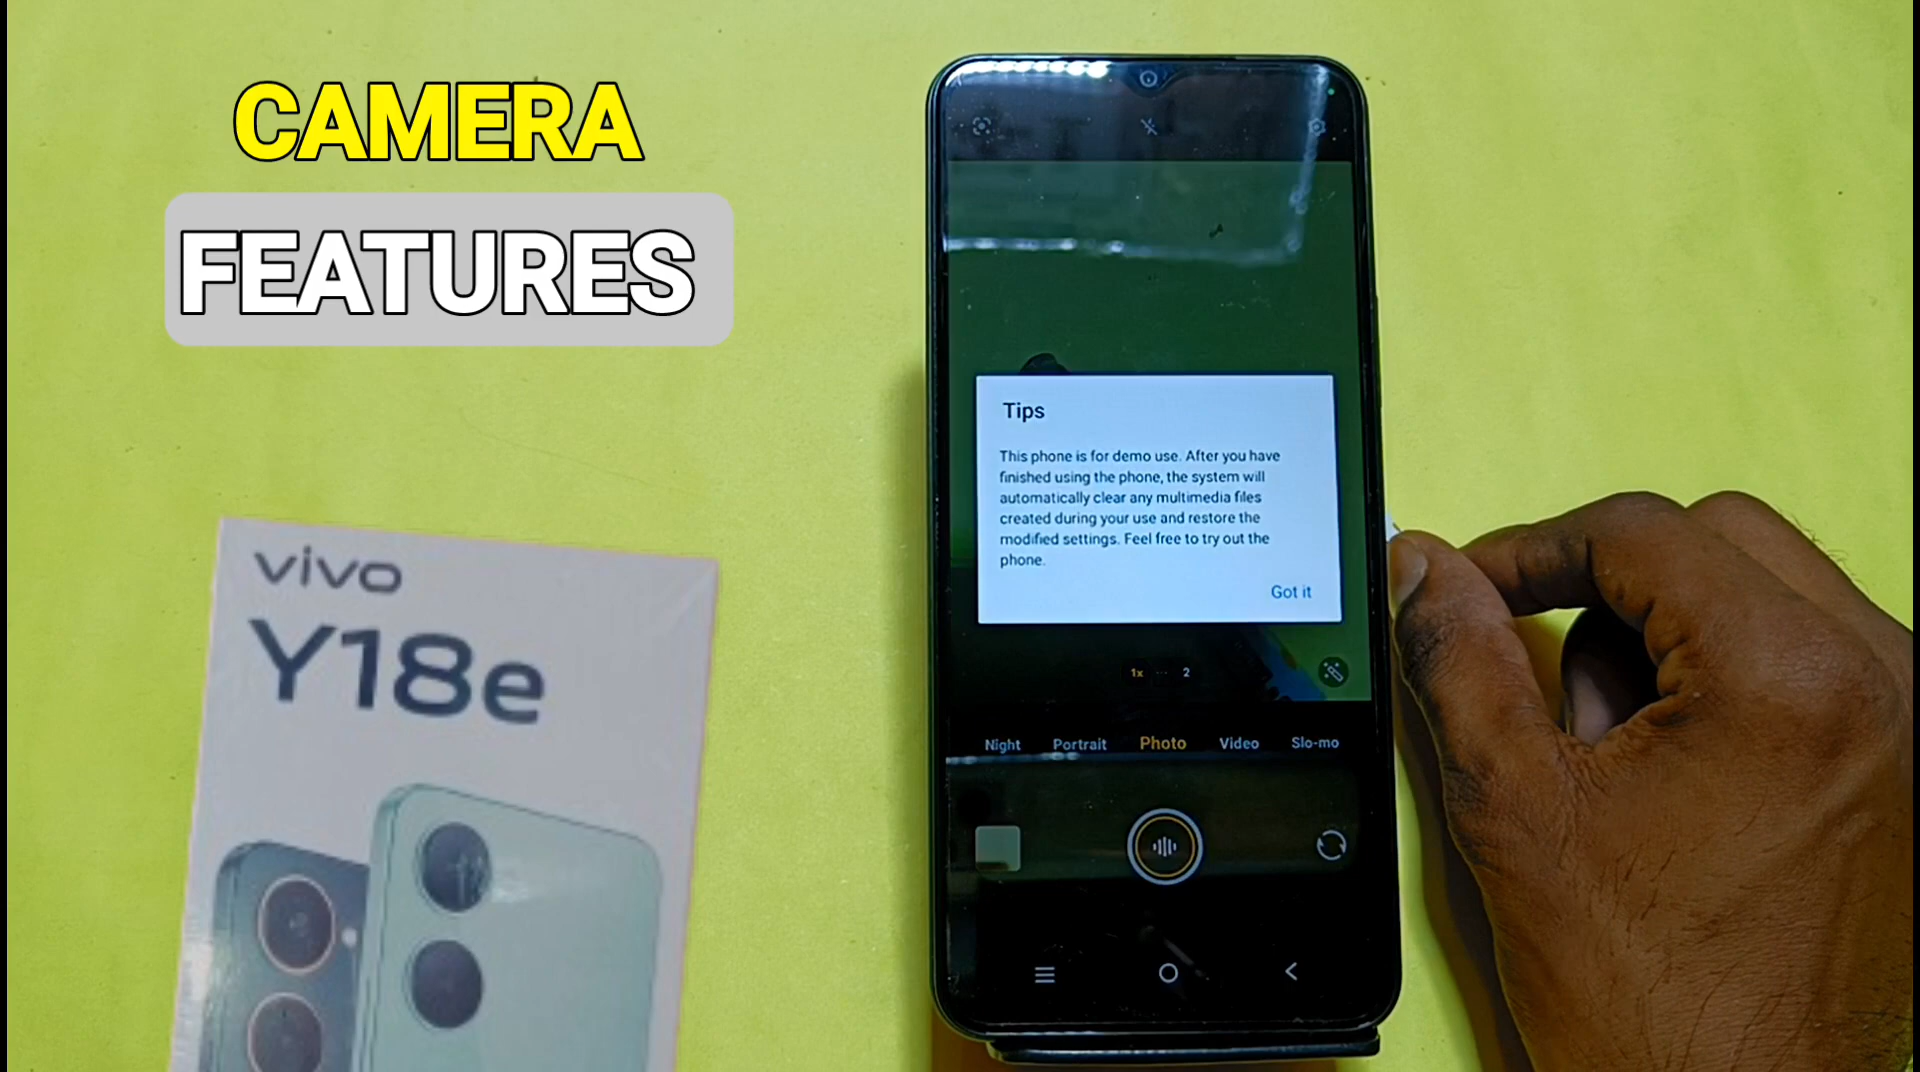 CAMERA
FEATURES
vivo
Y18e
Tips
This phone is for demo use. After you have
finished using the phone, the system will
automatically clear any multimedia files
created during your use and restore the
modified settings. Feel free to try out the
phone.
Got it
1x ··· 2
Night Portrait Photo Video Slo-mo